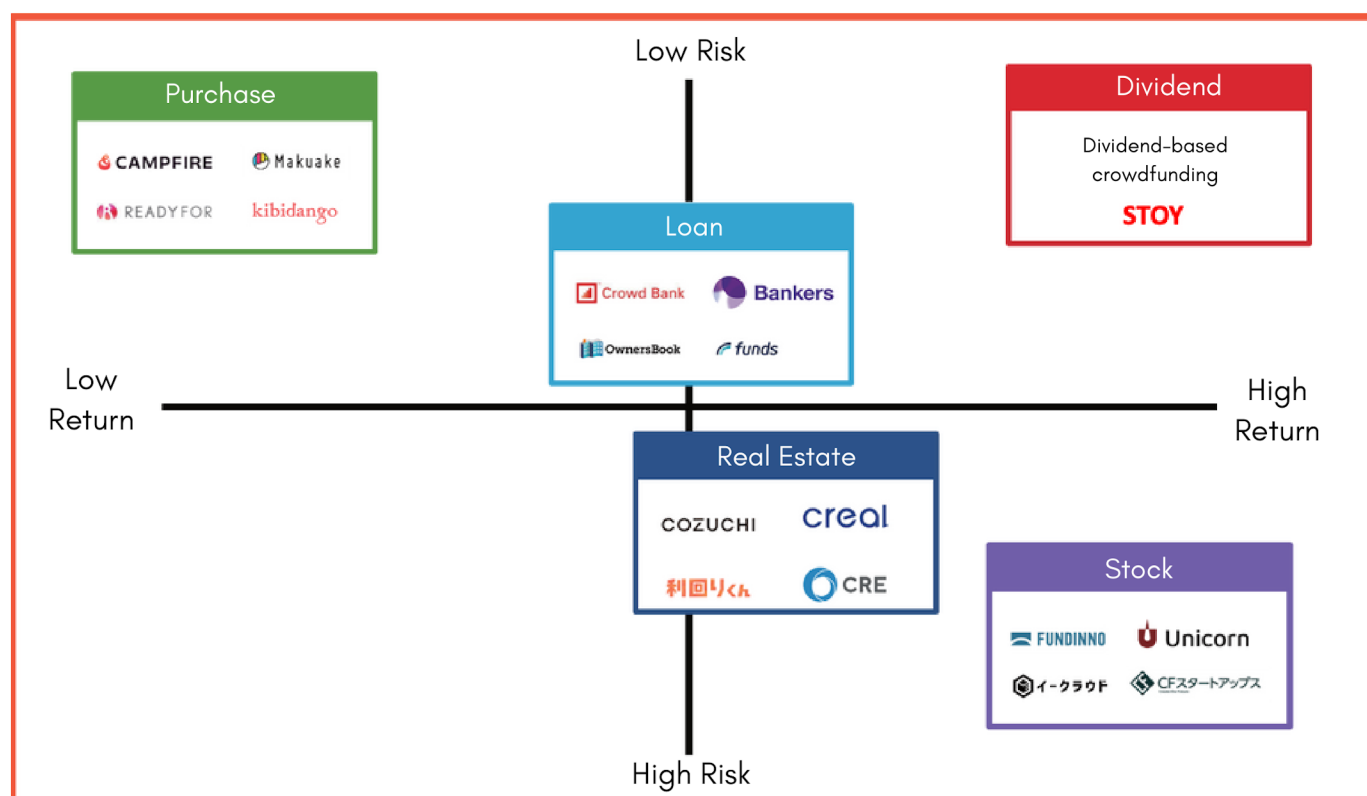 Low Risk
Purchase
CAMPFIRE
Makuake
READYFOR
kibidango
Dividend
Dividend-based
crowdfunding
STOY
Loan
Crowd Bank
Bankers
OwnersBook
funds
Low
Return
High
Return
Real Estate
COZUCHI
creal
利回りくん
CRE
Stock
FUNDINNO
Unicorn
イークラウド
CFスタートアップス
High Risk